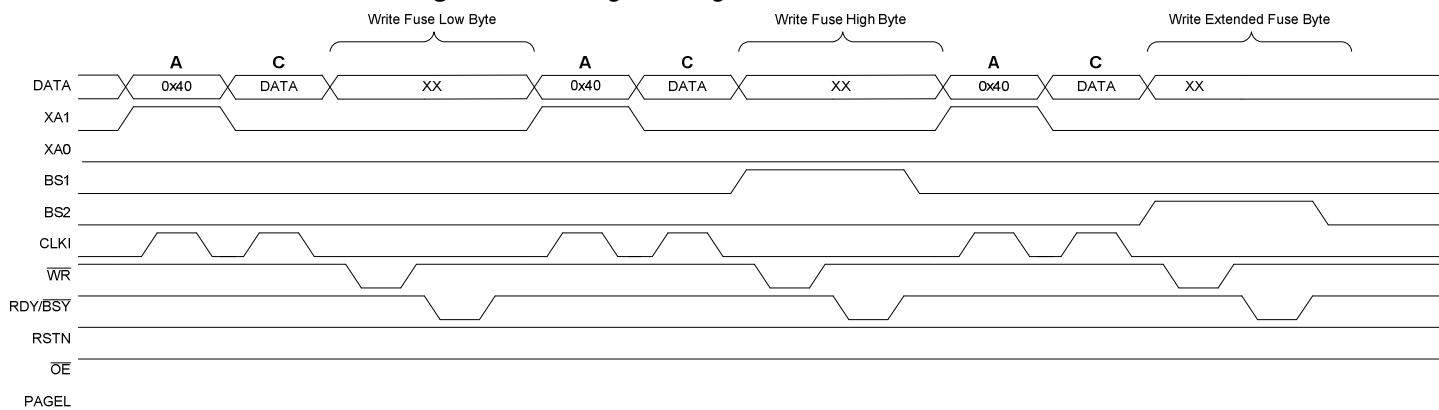 Write Fuse Low Byte Write Fuse High Byte Write Extended Fuse Byte
A C A C A C
DATA 0x40 DATA XX 0x40 DATA XX 0x40 DATA XX
XA1
XA0
BS1
BS2
CLKI
WR
RDY/BSY
RSTN
OE
PAGEL